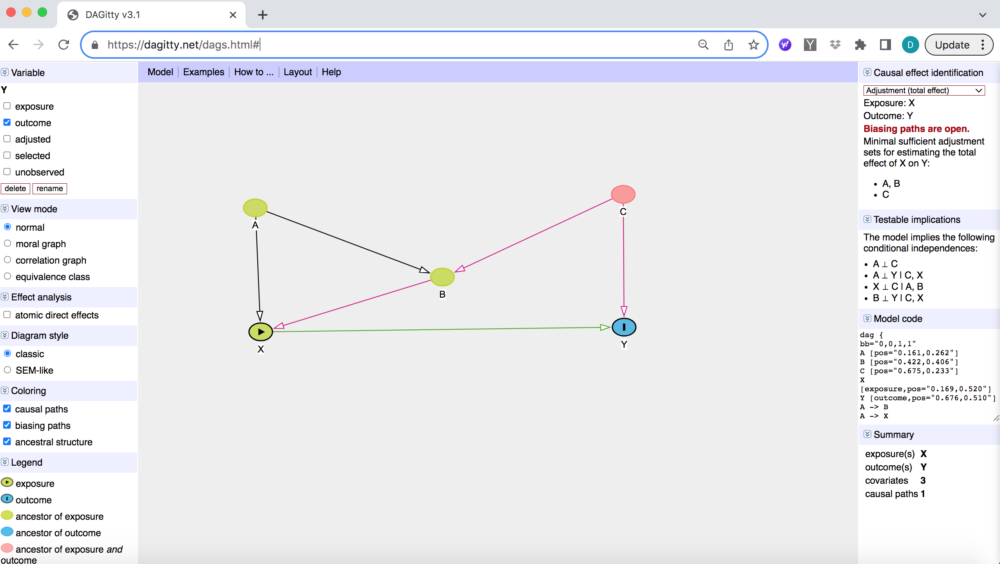 DAGitty v3.1
https://dagitty.net/dags.html#
y!
Y
D
Update
Variable
Y
exposure
outcome
adjusted
selected
unobserved
delete rename
View mode
normal
moral graph
correlation graph
equivalence class
Effect analysis
atomic direct effects
Diagram style
classic
SEM-like
Coloring
causal paths
biasing paths
ancestral structure
Legend
exposure
outcome
ancestor of exposure
ancestor of outcome
ancestor of exposure and
outcome
Model Examples How to ... Layout Help
A
C
B
X
Y
Causal effect identification
Adjustment (total effect)
Exposure: X
Outcome: Y
Biasing paths are open.
Minimal sufficient adjustment
sets for estimating the total
effect of X on Y:
• A, B
• C
Testable implications
The model implies the following
conditional independences:
• A ⊥ C
• A ⊥ Y | C, X
• X ⊥ C | A, B
• B ⊥ Y | C, X
Model code
dag {
bb="0,0,1,1"
A [pos="0.161,0.262"]
B [pos="0.422,0.406"]
C [pos="0.675,0.233"]
X
[exposure,pos="0.169,0.520"]
Y [outcome,pos="0.676,0.510"]
A -> B
A -> X
Summary
exposure(s) X
outcome(s) Y
covariates 3
causal paths 1